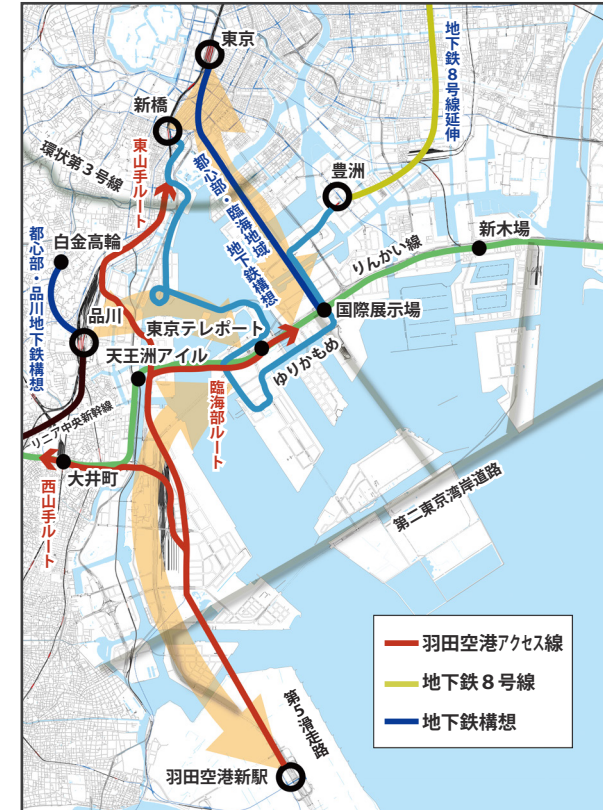 東京
新橋
地下鉄８号線延伸
環状第３号線
東山手ルート
都心部・臨海地域
地下鉄構想
豊洲
新木場
りんかい線
白金高輪
都心部・品川地下鉄構想
品川
国際展示場
東京テレポート
天王洲アイル
ゆりかもめ
リニア中央新幹線
臨海部ルート
大井町
西山手ルート
第二東京湾岸道路
羽田空港アクセス線
地下鉄８号線
地下鉄構想
第５滑走路
羽田空港新駅